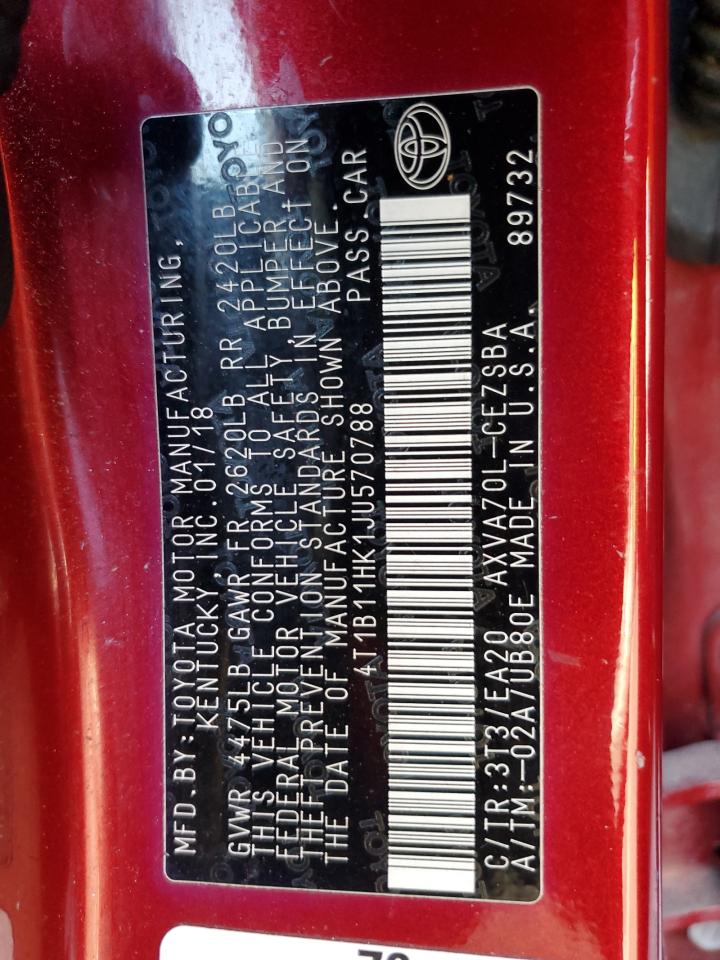 MFD.BY:TOYOTA MOTOR MANUFACTURING,
KENTUCKY, INC. 01/18
GVWR 4475LB GAWR FR 2620LB RR 2420LB
THIS VEHICLE CONFORMS TO ALL APPLICABLE
FEDERAL MOTOR VEHICLE SAFETY, BUMPER, AND
THEFT PREVENTION STANDARDS IN EFFECT ON
THE DATE OF MANUFACTURE SHOWN ABOVE.
4T1B11HK1JU570788 PASS.CAR
C/TR:3T3/EA20 AXVA70L-CEZSBA
A/TM:-02A/UB80E MADE IN U.S.A. 89732